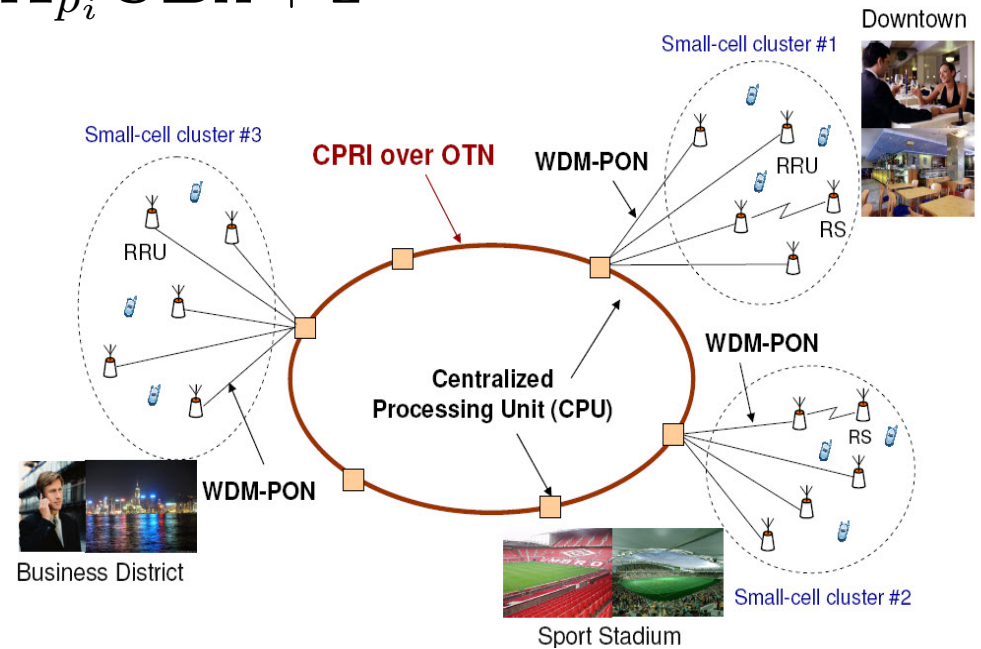 Downtown
Small-cell cluster #1
Small-cell cluster #3
CPRI over OTN
WDM-PON
RRU
RS
RRU
WDM-PON
Centralized
Processing Unit (CPU)
RS
WDM-PON
Business District
Small-cell cluster #2
Sport Stadium